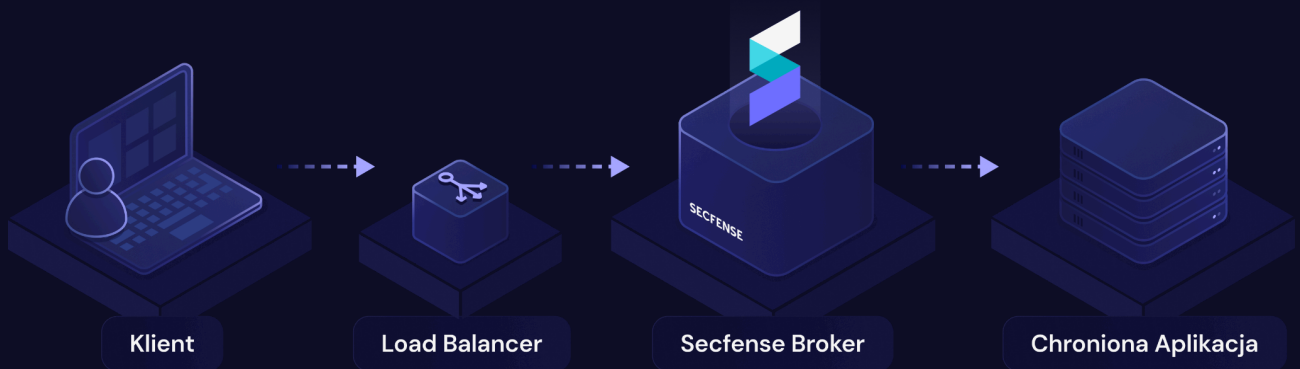 SECFENSE
Klient
Load Balancer
Secfense Broker
Chroniona Aplikacja